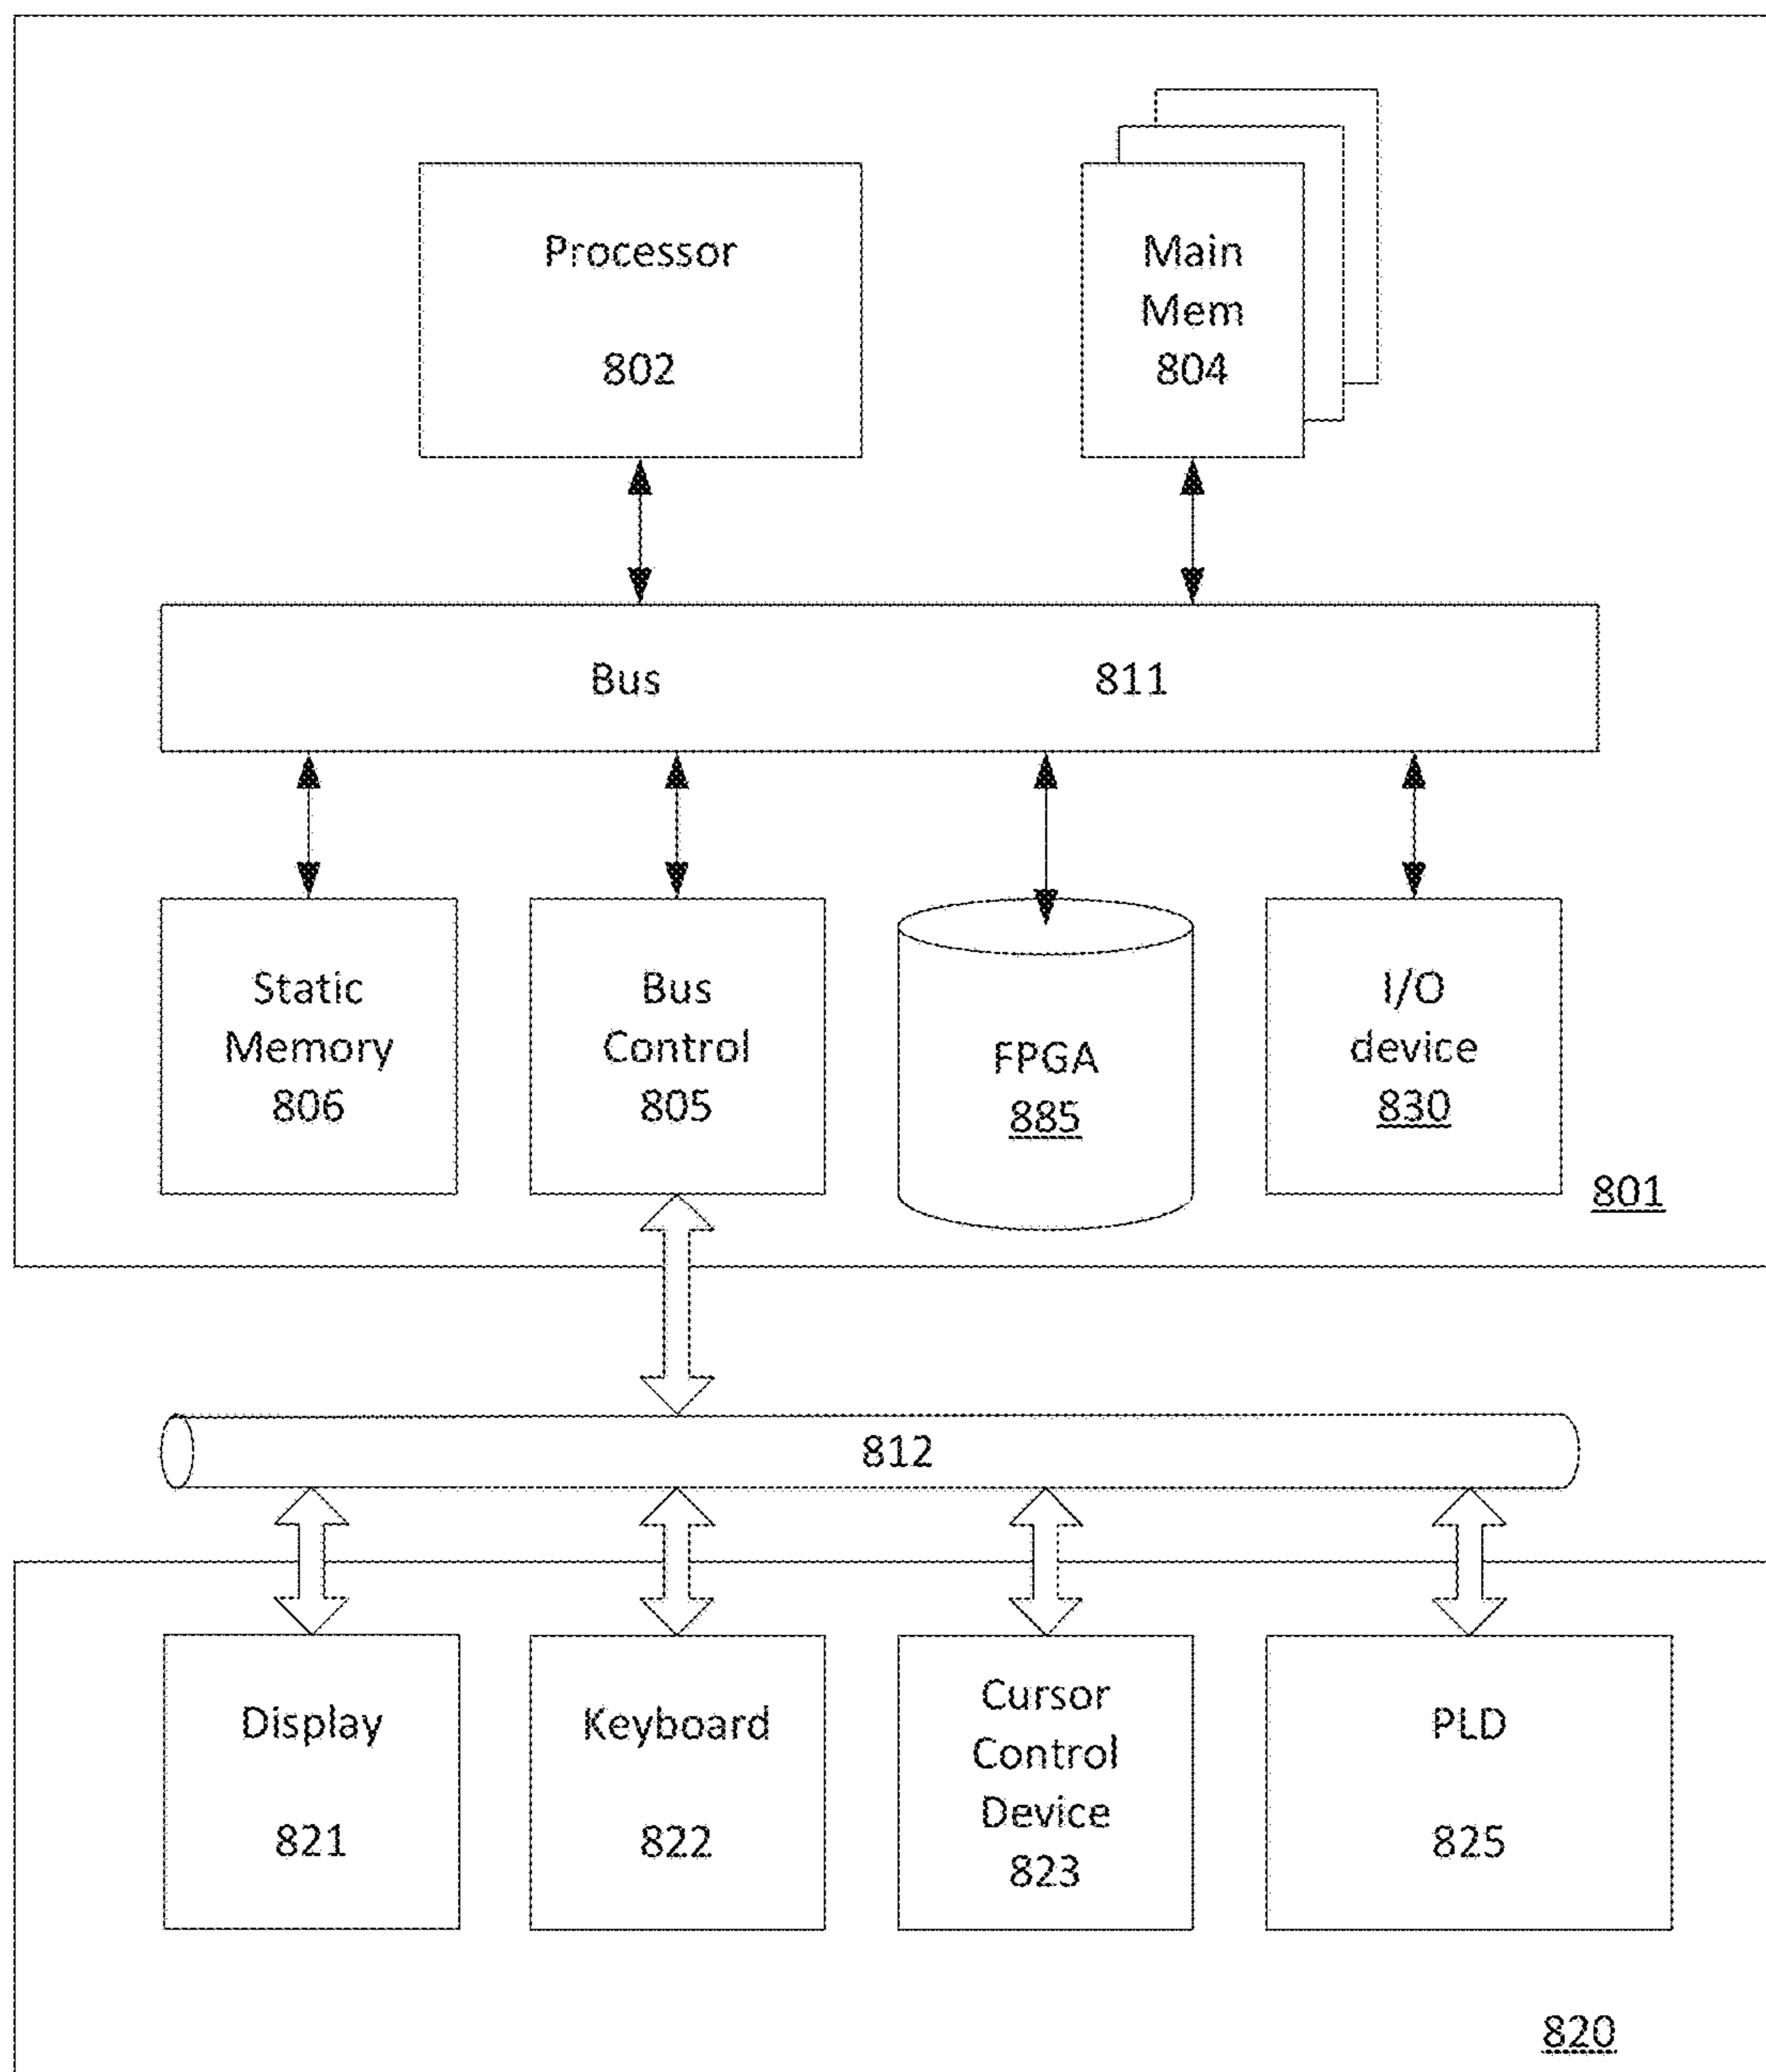 Processor
802
Main
Mem
804
Bus 811
Static
Memory
806
Bus
Control
805
FPGA
885
I/O
device
830
801
812
Display
821
Keyboard
822
Cursor
Control
Device
823
PLD
825
820